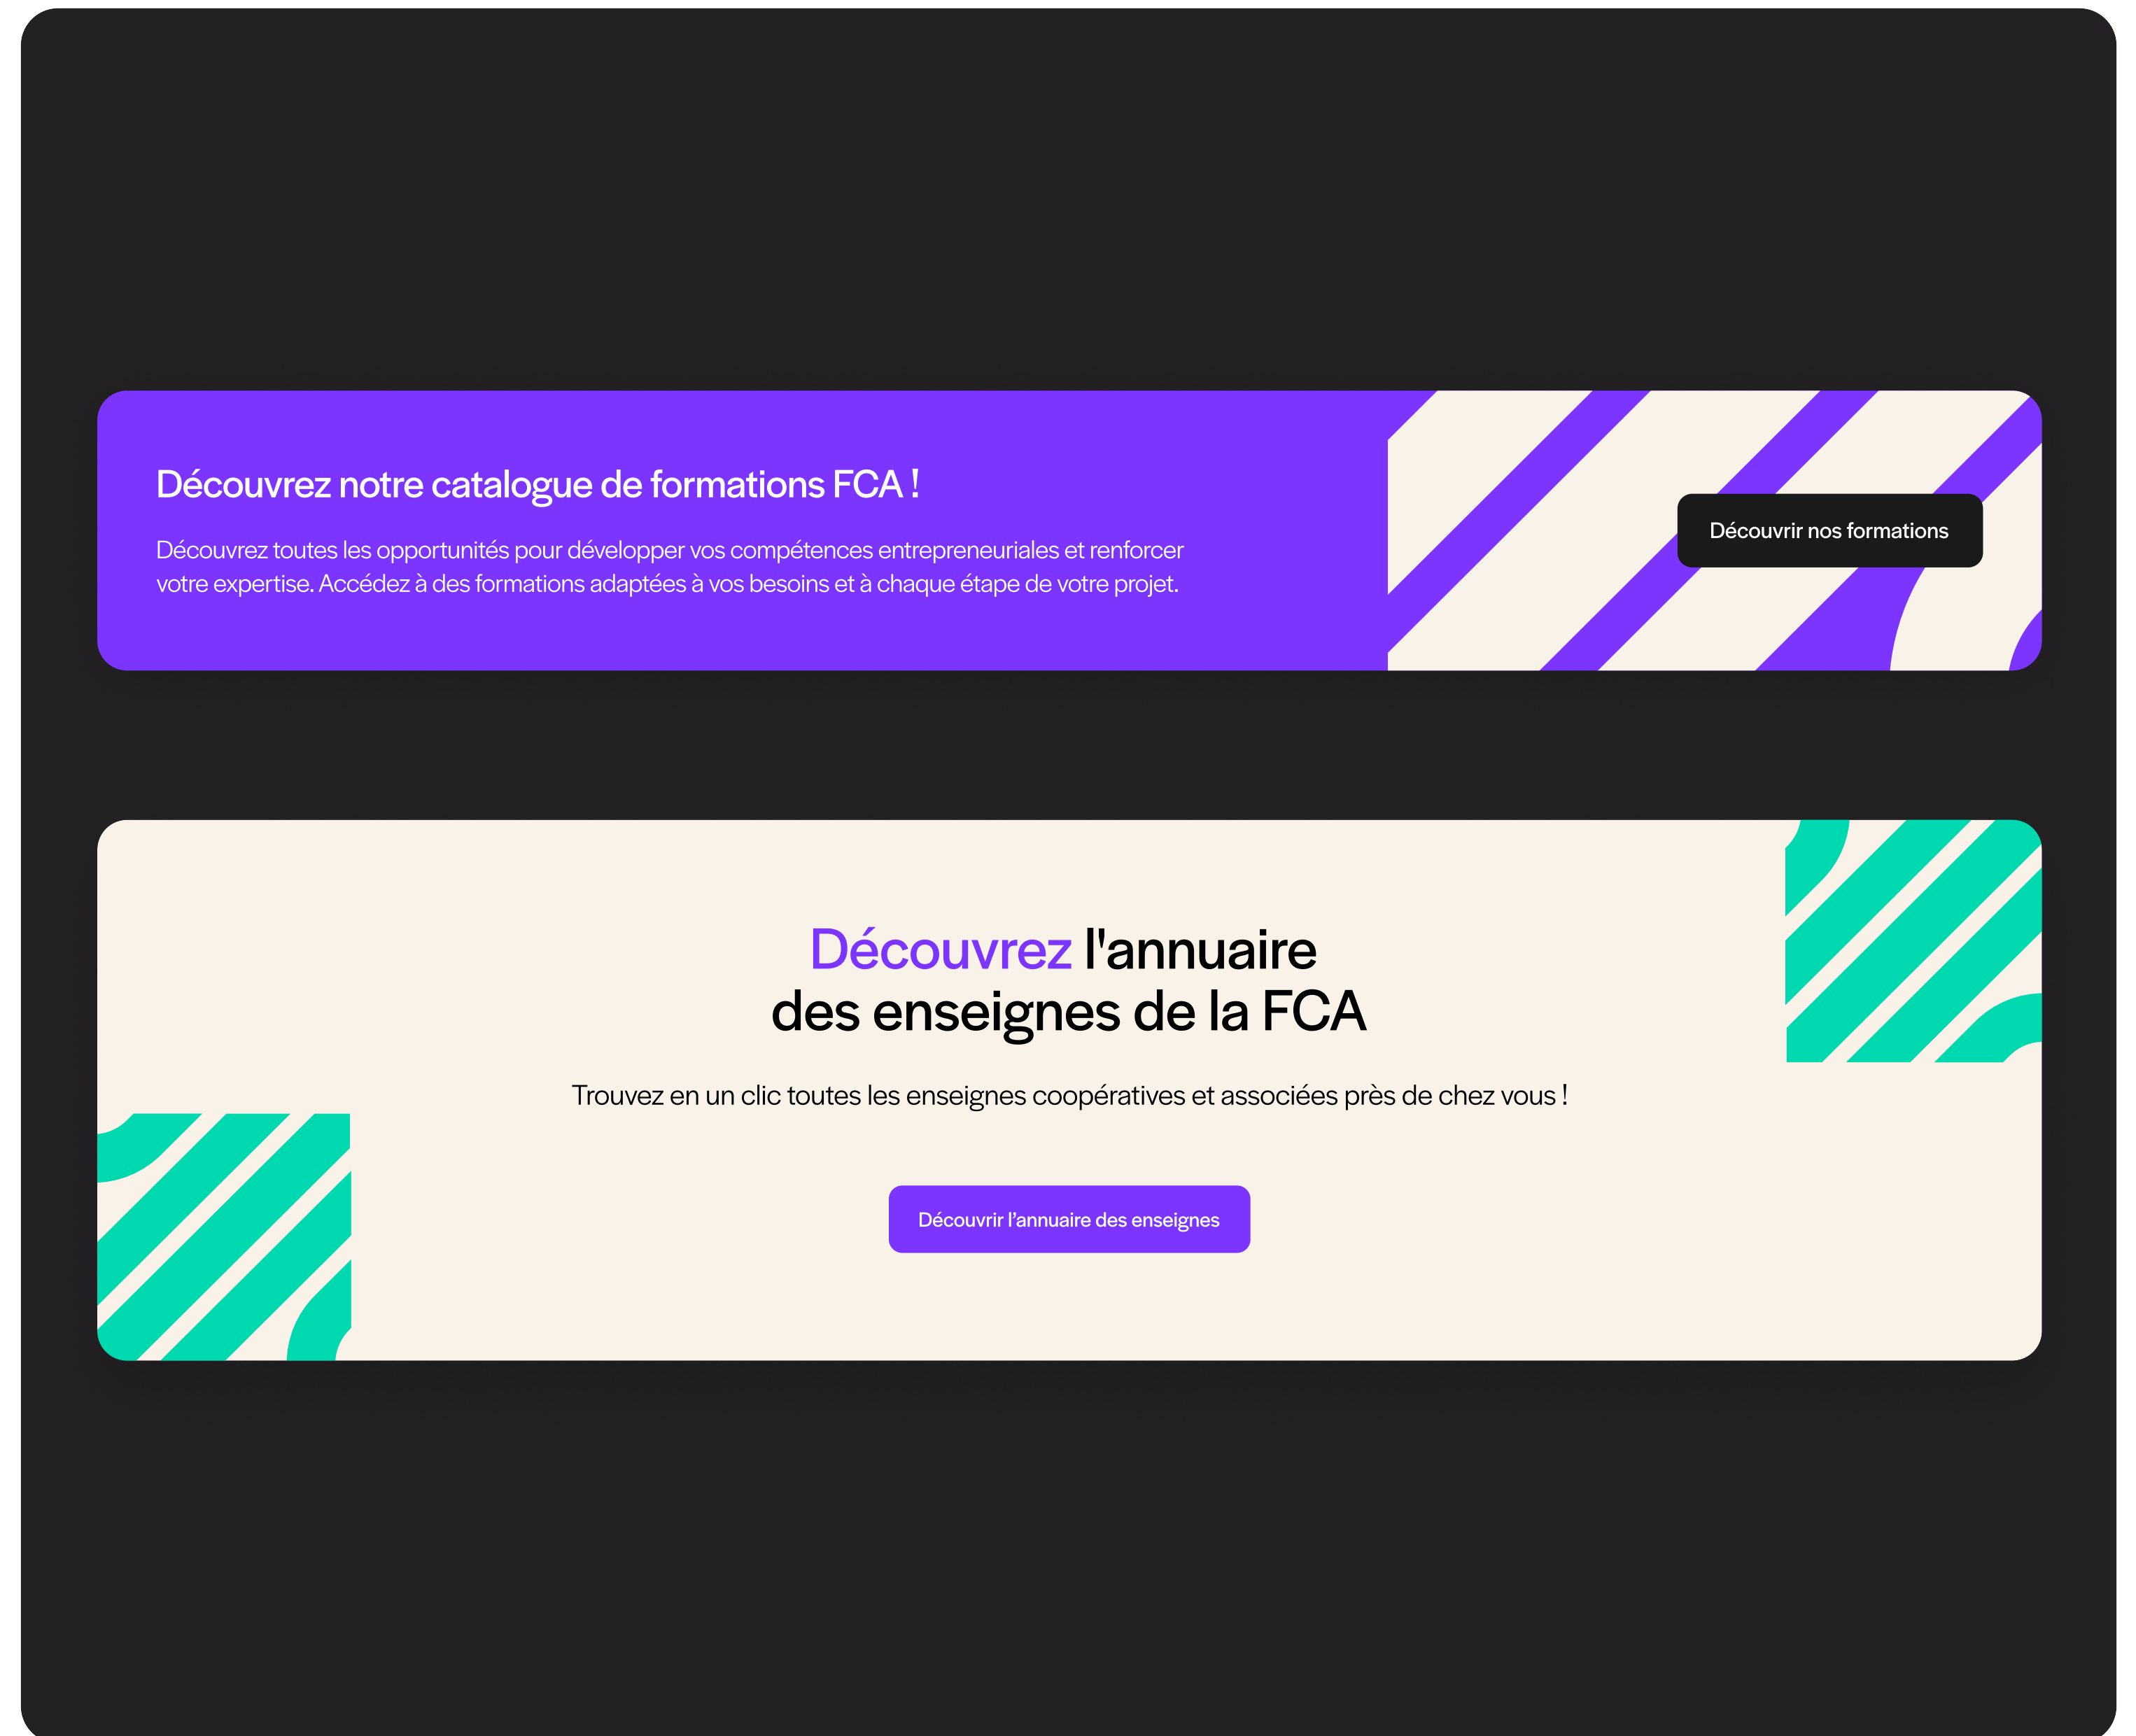 Découvrez notre catalogue de formations FCA !
Découvrez toutes les opportunités pour développer vos compétences entrepreneuriales et renforcer
votre expertise. Accédez à des formations adaptées à vos besoins et à chaque étape de votre projet.
Découvrir nos formations
Découvrez l'annuaire
des enseignes de la FCA
Trouvez en un clic toutes les enseignes coopératives et associées près de chez vous !
Découvrir l’annuaire des enseignes